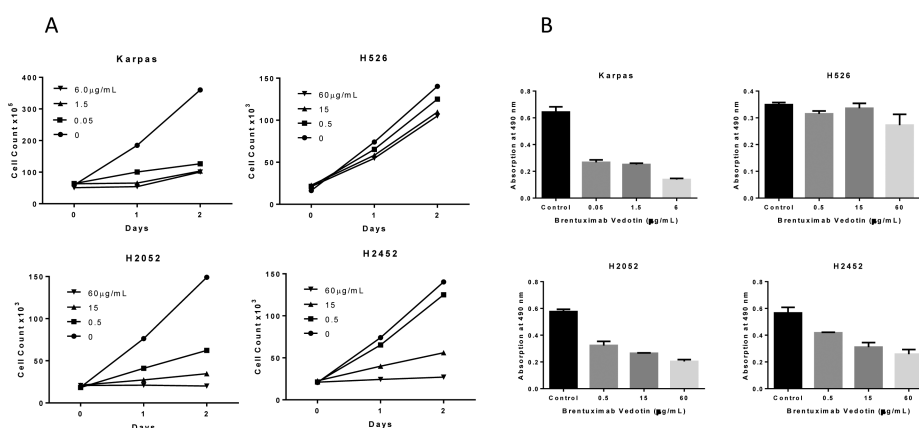 A
B
Karpas
Cell Count x10⁶
400
300
200
100
0
6.0µg/mL
1.5
0.05
0
0 1 2
Days
H526
Cell Count x10³
150
100
50
0
60µg/mL
15
0.5
0
0 1 2
Days
Karpas
Absorption at 490 nm
0.8
0.6
0.4
0.2
0.0
Control 0.05 1.5 6
Brentuximab Vedotin (µg/mL)
H526
Absorption at 490 nm
0.4
0.3
0.2
0.1
0.0
Control 0.5 15 60
Brentuximab Vedotin (µg/mL)
H2052
Cell Count x10³
150
100
50
0
60µg/mL
15
0.5
0
0 1 2
Days
H2452
Cell Count x10³
150
100
50
0
60µg/mL
15
0.5
0
0 1 2
Days
H2052
Absorption at 490 nm
0.8
0.6
0.4
0.2
0.0
Control 0.5 15 60
Brentuximab Vedotin (µg/mL)
H2452
Absorption at 490 nm
0.8
0.6
0.4
0.2
0.0
Control 0.5 15 60
Brentuximab Vedotin (µg/mL)